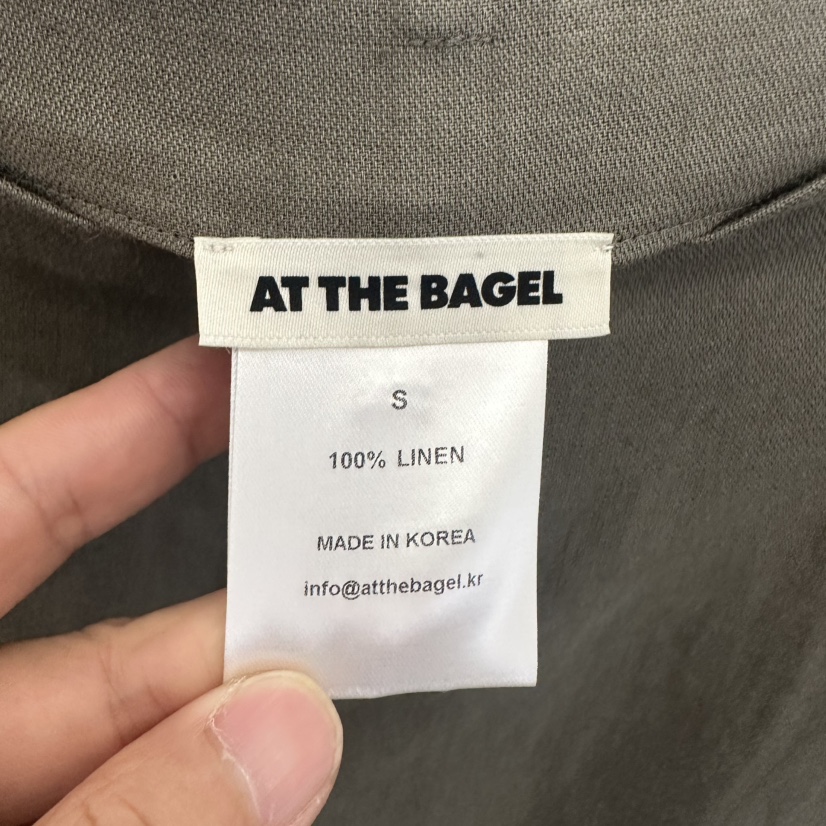 AT THE BAGEL
S
100% LINEN
MADE IN KOREA
info@atthebagel.kr